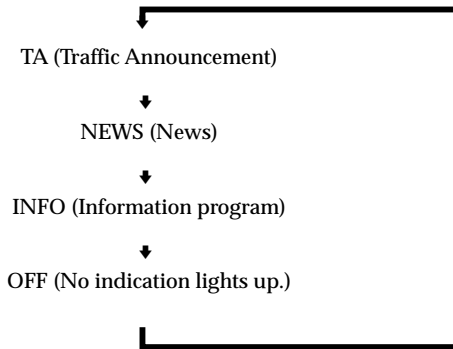 TA (Traffic Announcement)
NEWS (News)
INFO (Information program)
OFF (No indication lights up.)